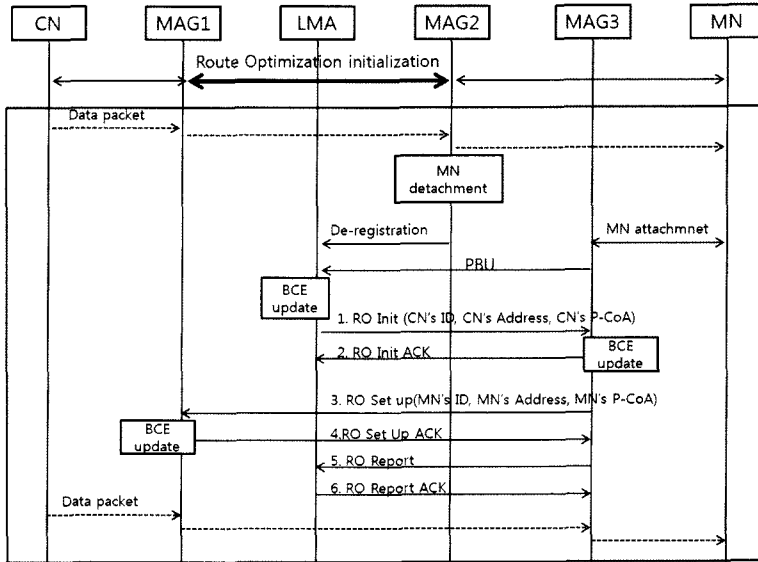 CN MAG1 LMA MAG2 MAG3 MN
Route Optimization initialization
Data packet
MN
detachment
De-registration
MN attachmnet
PBU
BCE
update
1. RO Init (CN's ID, CN's Address, CN's P-CoA)
2. RO Init ACK
BCE
update
3. RO Set up(MN's ID, MN's Address, MN's P-CoA)
BCE
update
4.RO Set Up ACK
5. RO Report
6. RO Report ACK
Data packet